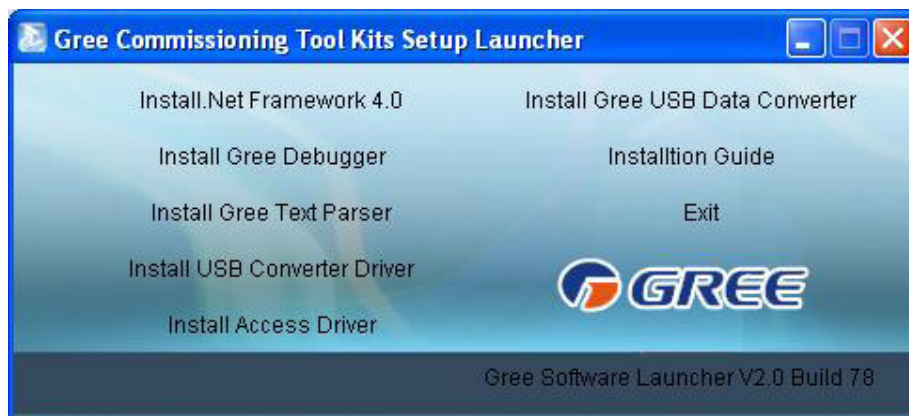 Gree Commissioning Tool Kits Setup Launcher
Install.Net Framework 4.0
Install Gree USB Data Converter
Install Gree Debugger
Installtion Guide
Install Gree Text Parser
Exit
Install USB Converter Driver
GREE
Install Access Driver
Gree Software Launcher V2.0 Build 78